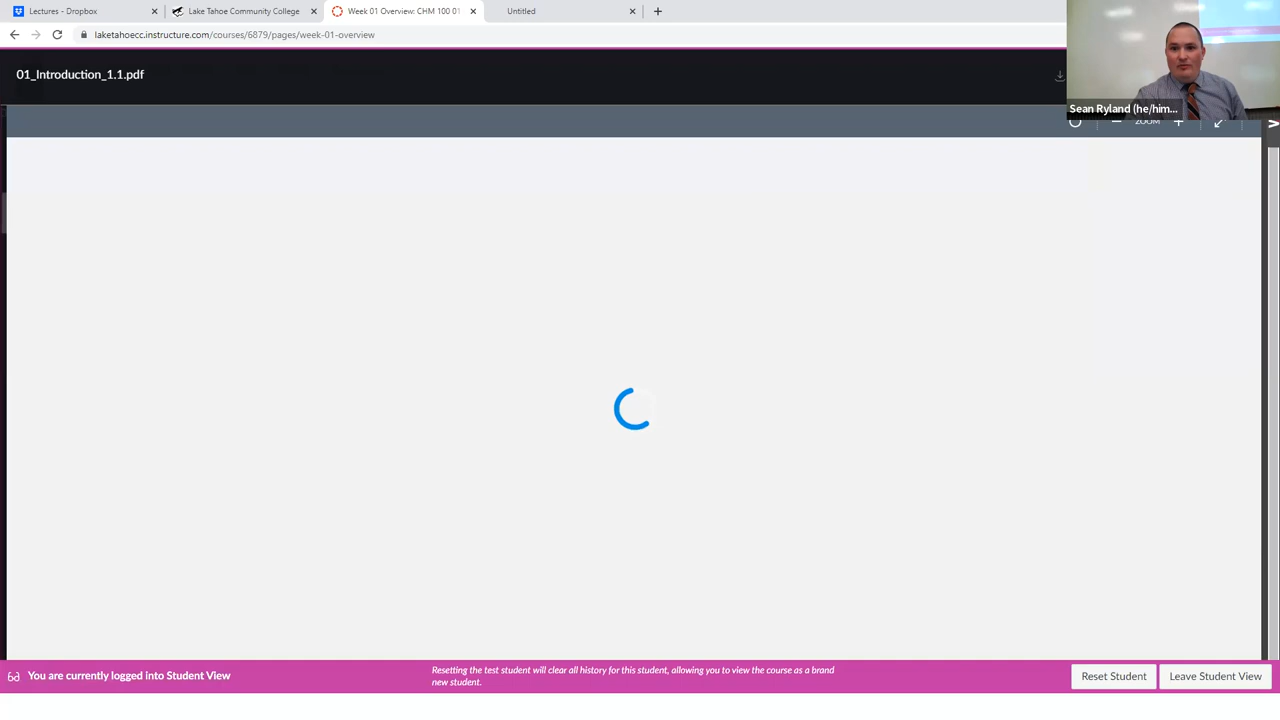 Lectures - Dropbox
Lake Tahoe Community College
Week 01 Overview: CHM 100 01
Untitled
laketahoecc.instructure.com/courses/6879/pages/week-01-overview
01_Introduction_1.1.pdf
Sean Ryland (he/him...
ZOOM
You are currently logged into Student View
Resetting the test student will clear all history for this student, allowing you to view the course as a brand
new student.
Reset Student
Leave Student View